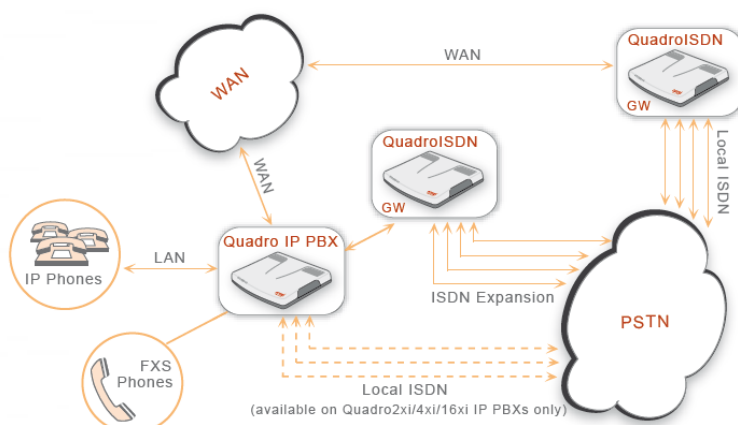 QuadroISDN
GW
WAN
WAN
WAN
QuadroISDN
GW
Local ISDN
Quadro IP PBX
LAN
IP Phones
ISDN Expansion
PSTN
FXS
Phones
Local ISDN
(available on Quadro2xi/4xi/16xi IP PBXs only)